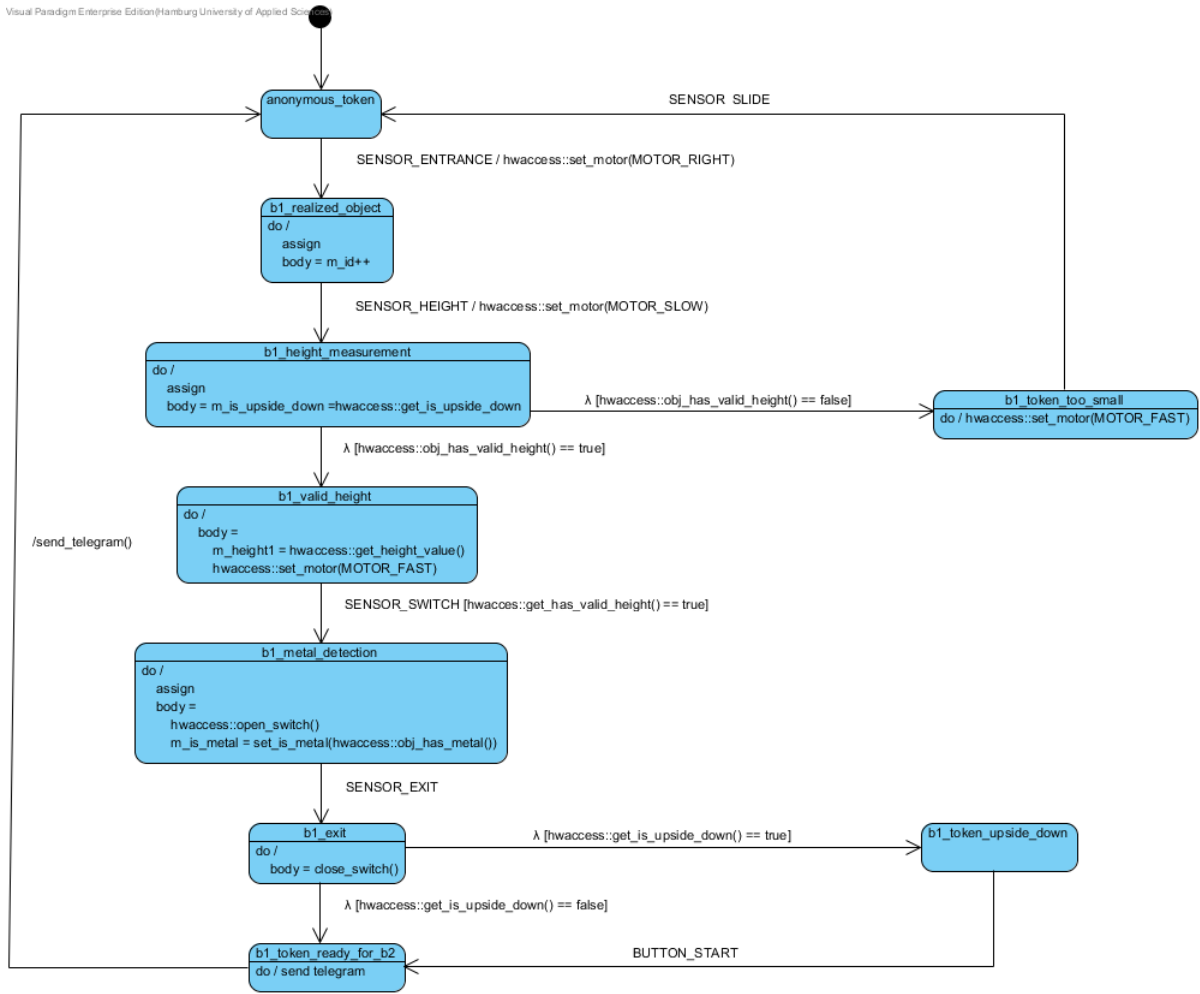 Visual Paradigm Enterprise Edition(Hamburg University of Applied Sciences)
anonymous_token
SENSOR SLIDE
SENSOR_ENTRANCE / hwaccess::set_motor(MOTOR_RIGHT)
b1_realized_object
do /
assign
body = m_id++
SENSOR_HEIGHT / hwaccess::set_motor(MOTOR_SLOW)
b1_height_measurement
do /
assign
body = m_is_upside_down =hwaccess::get_is_upside_down
λ [hwaccess::obj_has_valid_height() == false]
b1_token_too_small
do / hwaccess::set_motor(MOTOR_FAST)
λ [hwaccess::obj_has_valid_height() == true]
b1_valid_height
do /
body =
m_height1 = hwaccess::get_height_value()
hwaccess::set_motor(MOTOR_FAST)
/send_telegram()
SENSOR_SWITCH [hwacces::get_has_valid_height() == true]
b1_metal_detection
do /
assign
body =
hwaccess::open_switch()
m_is_metal = set_is_metal(hwaccess::obj_has_metal())
SENSOR_EXIT
b1_exit
do /
body = close_switch()
λ [hwaccess::get_is_upside_down() == true]
b1_token_upside_down
λ [hwaccess::get_is_upside_down() == false]
b1_token_ready_for_b2
do / send telegram
BUTTON_START